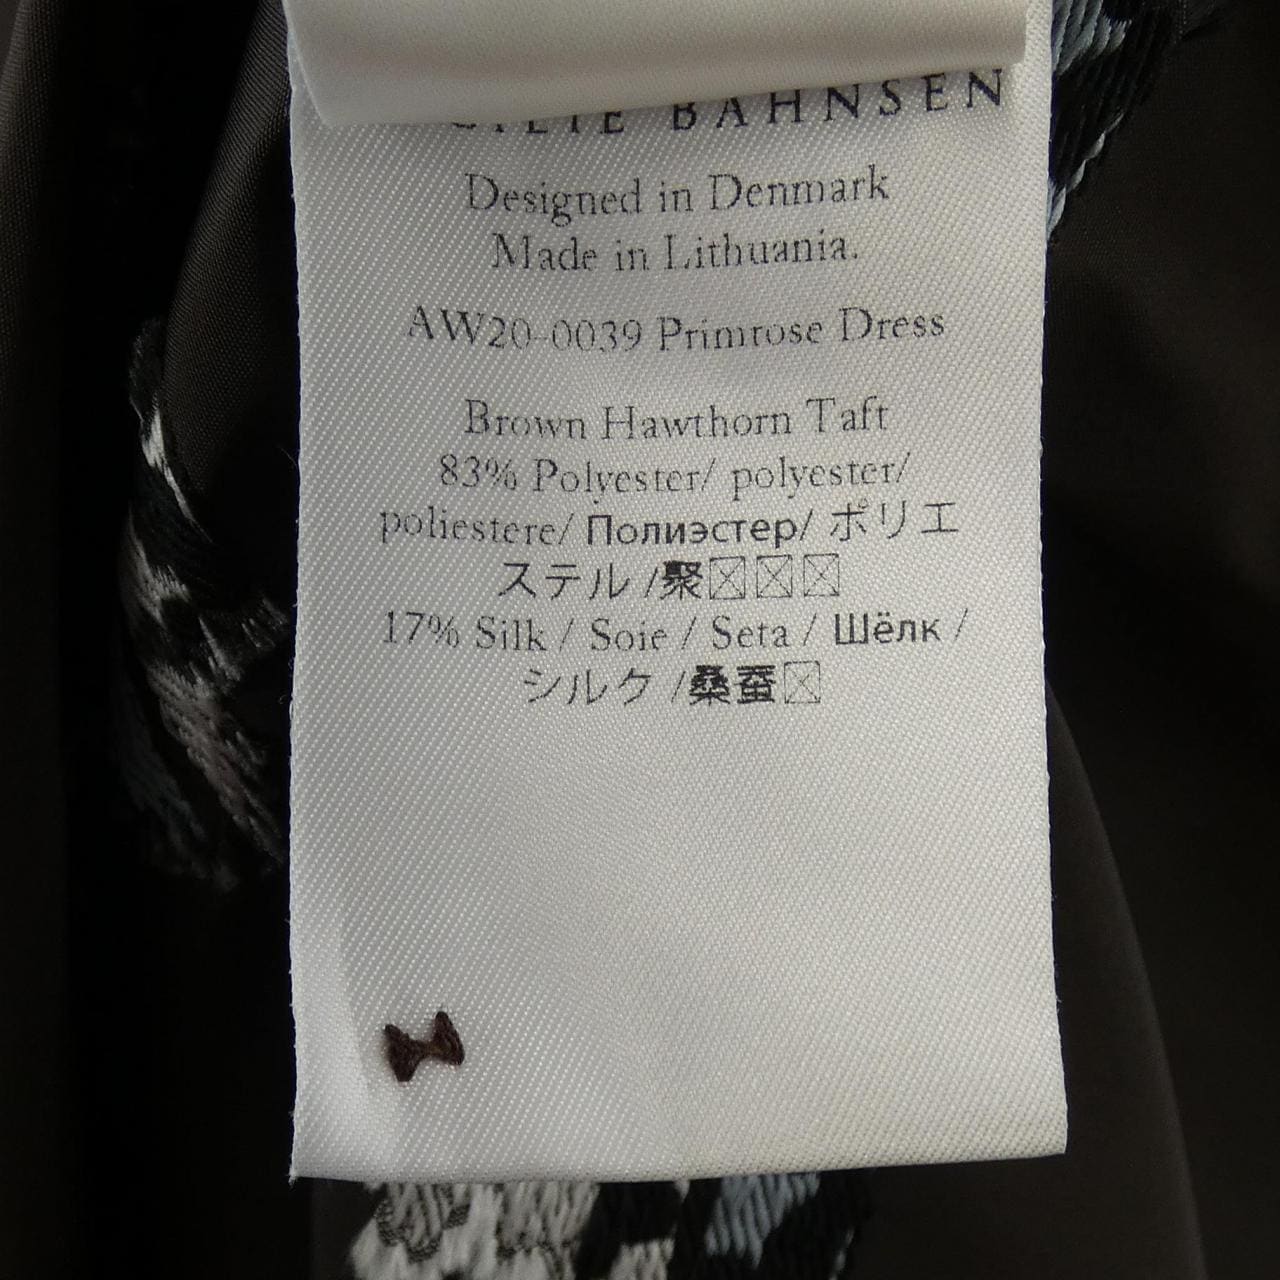 BAHNSEN
Designed in Denmark
Made in Lithuania.
AW20-0039 Primrose Dress
Brown Hawthorn Taft
83% Polyester/ polyester/
poliestere/ Полиэстер/ ポリエ
ステル /聚☒☒☒
17% Silk / Soie / Seta / Шёлк /
シルク /桑蚕☒